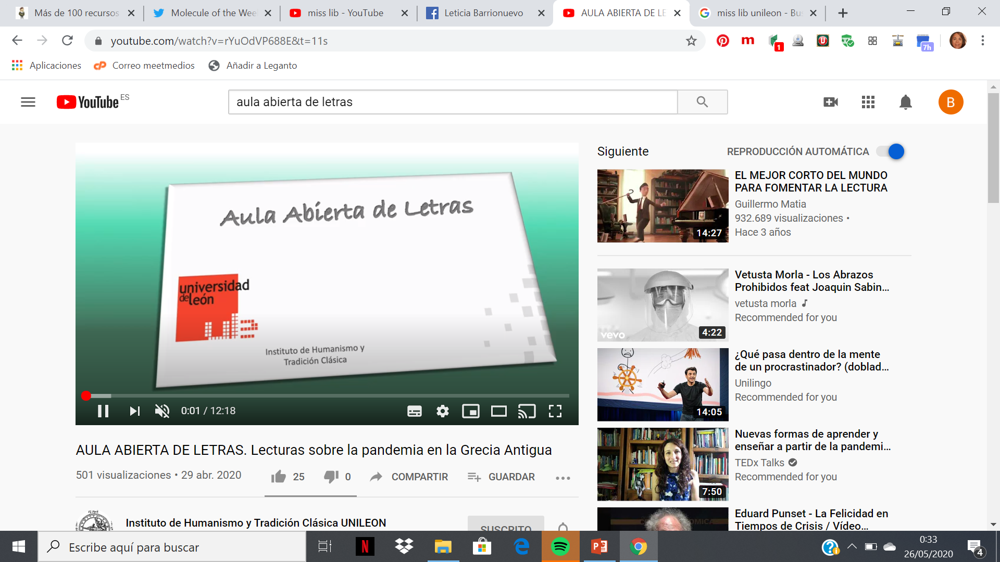 Más de 100 recursos
Molecule of the Wee
miss lib - YouTube
Leticia Barrionuevo
AULA ABIERTA DE LE
miss lib unileon - Bus
youtube.com/watch?v=rYuOdVP688E&t=11s
1
7h
Aplicaciones
Correo meetmedios
Añadir a Leganto
YouTube ES
aula abierta de letras
B
Aula Abierta de Letras
universidad
de león
ule
Instituto de Humanismo y
Tradición Clásica
0:01 / 12:18
AULA ABIERTA DE LETRAS. Lecturas sobre la pandemia en la Grecia Antigua
501 visualizaciones • 29 abr. 2020
25
0
COMPARTIR
GUARDAR
Instituto de Humanismo y Tradición Clásica UNILEON
SUSCRITO
Siguiente
REPRODUCCIÓN AUTOMÁTICA
14:27
EL MEJOR CORTO DEL MUNDO
PARA FOMENTAR LA LECTURA
Guillermo Matia
932.689 visualizaciones •
Hace 3 años
vevo
4:22
Vetusta Morla - Los Abrazos
Prohibidos feat Joaquin Sabin...
vetusta morla
Recommended for you
14:05
¿Qué pasa dentro de la mente
de un procrastinador? (doblad...
Unilingo
Recommended for you
7:50
Nuevas formas de aprender y
enseñar a partir de la pandemi...
TEDx Talks
Recommended for you
Eduard Punset - La Felicidad en
Tiempos de Crisis / Vídeo...
Escribe aquí para buscar
0:33
26/05/2020
4